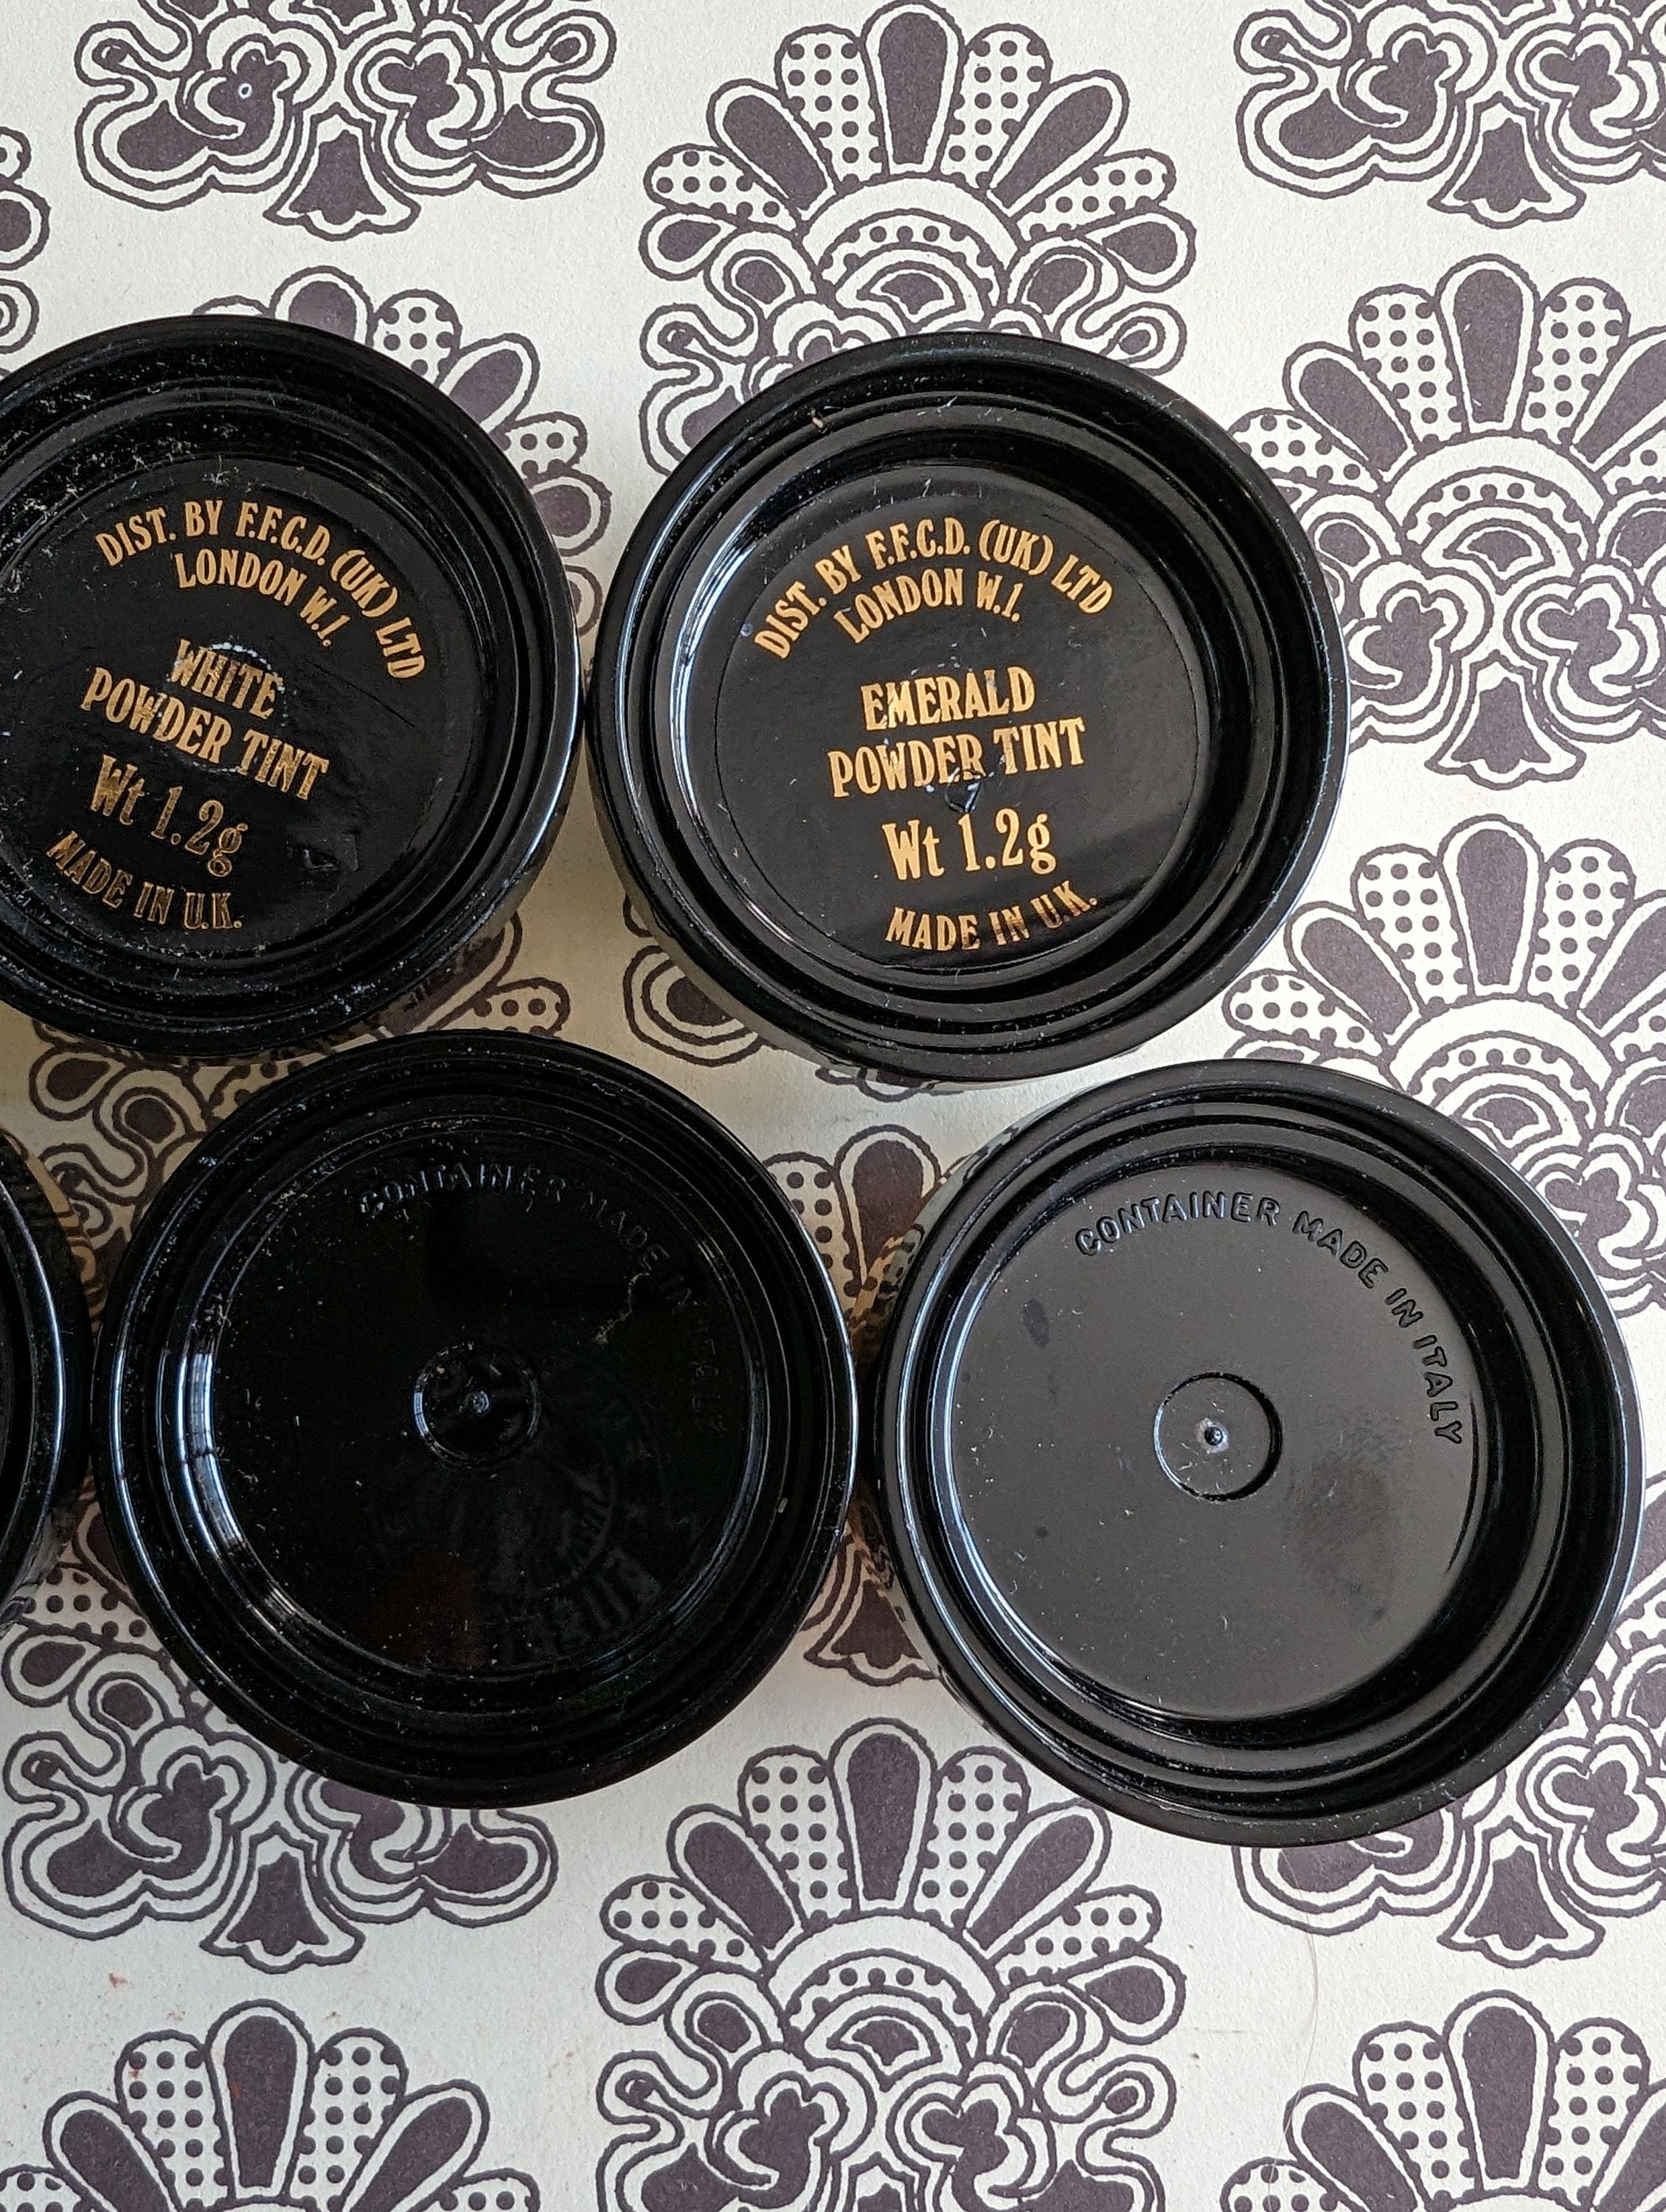 DIST. BY F.F.C.D. (UK) LTD
LONDON W.1.
WHITE
POWDER TINT
Wt 1.2g
MADE IN U.K.
DIST. BY F.F.C.D. (UK) LTD
LONDON W.1.
EMERALD
POWDER TINT
Wt 1.2g
MADE IN U.K.
CONTAINER MADE IN ITALY
CONTAINER MADE IN ITALY